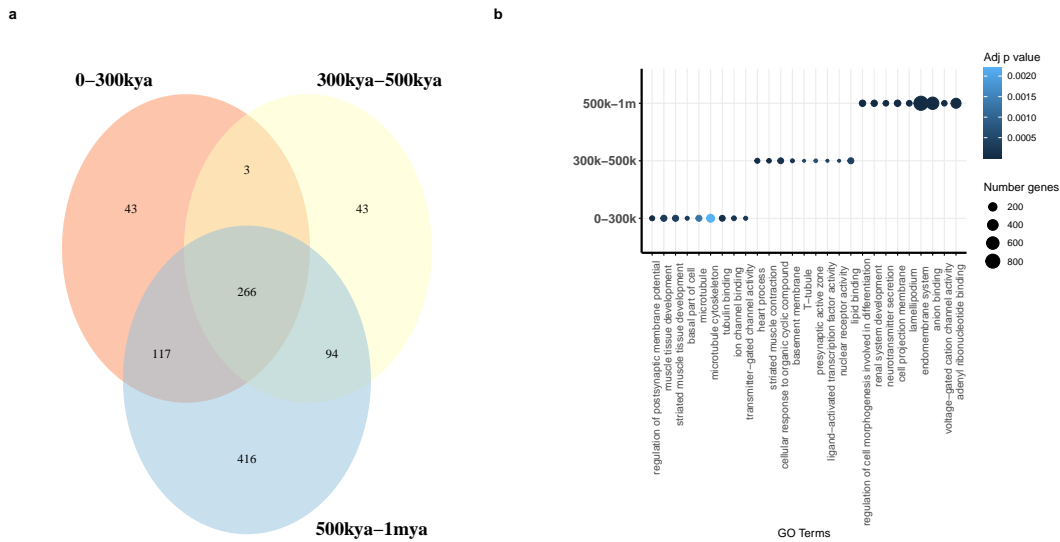 a
0−300kya
300kya−500kya
3
43
43
266
117
94
416
500kya−1mya
b
500k−1m
300k−500k
0−300k
regulation of postsynaptic membrane potential
muscle tissue development
striated muscle tissue development
basal part of cell
microtubule
microtubule cytoskeleton
tubulin binding
ion channel binding
transmitter−gated channel activity
heart process
striated muscle contraction
cellular response to organic cyclic compound
basement membrane
T−tubule
presynaptic active zone
ligand−activated transcription factor activity
nuclear receptor activity
lipid binding
regulation of cell morphogenesis involved in differentiation
renal system development
neurotransmitter secretion
cell projection membrane
lamellipodium
endomembrane system
anion binding
voltage−gated cation channel activity
adenyl ribonucleotide binding
GO Terms
Adj p value
0.0020
0.0015
0.0010
0.0005
Number genes
200
400
600
800